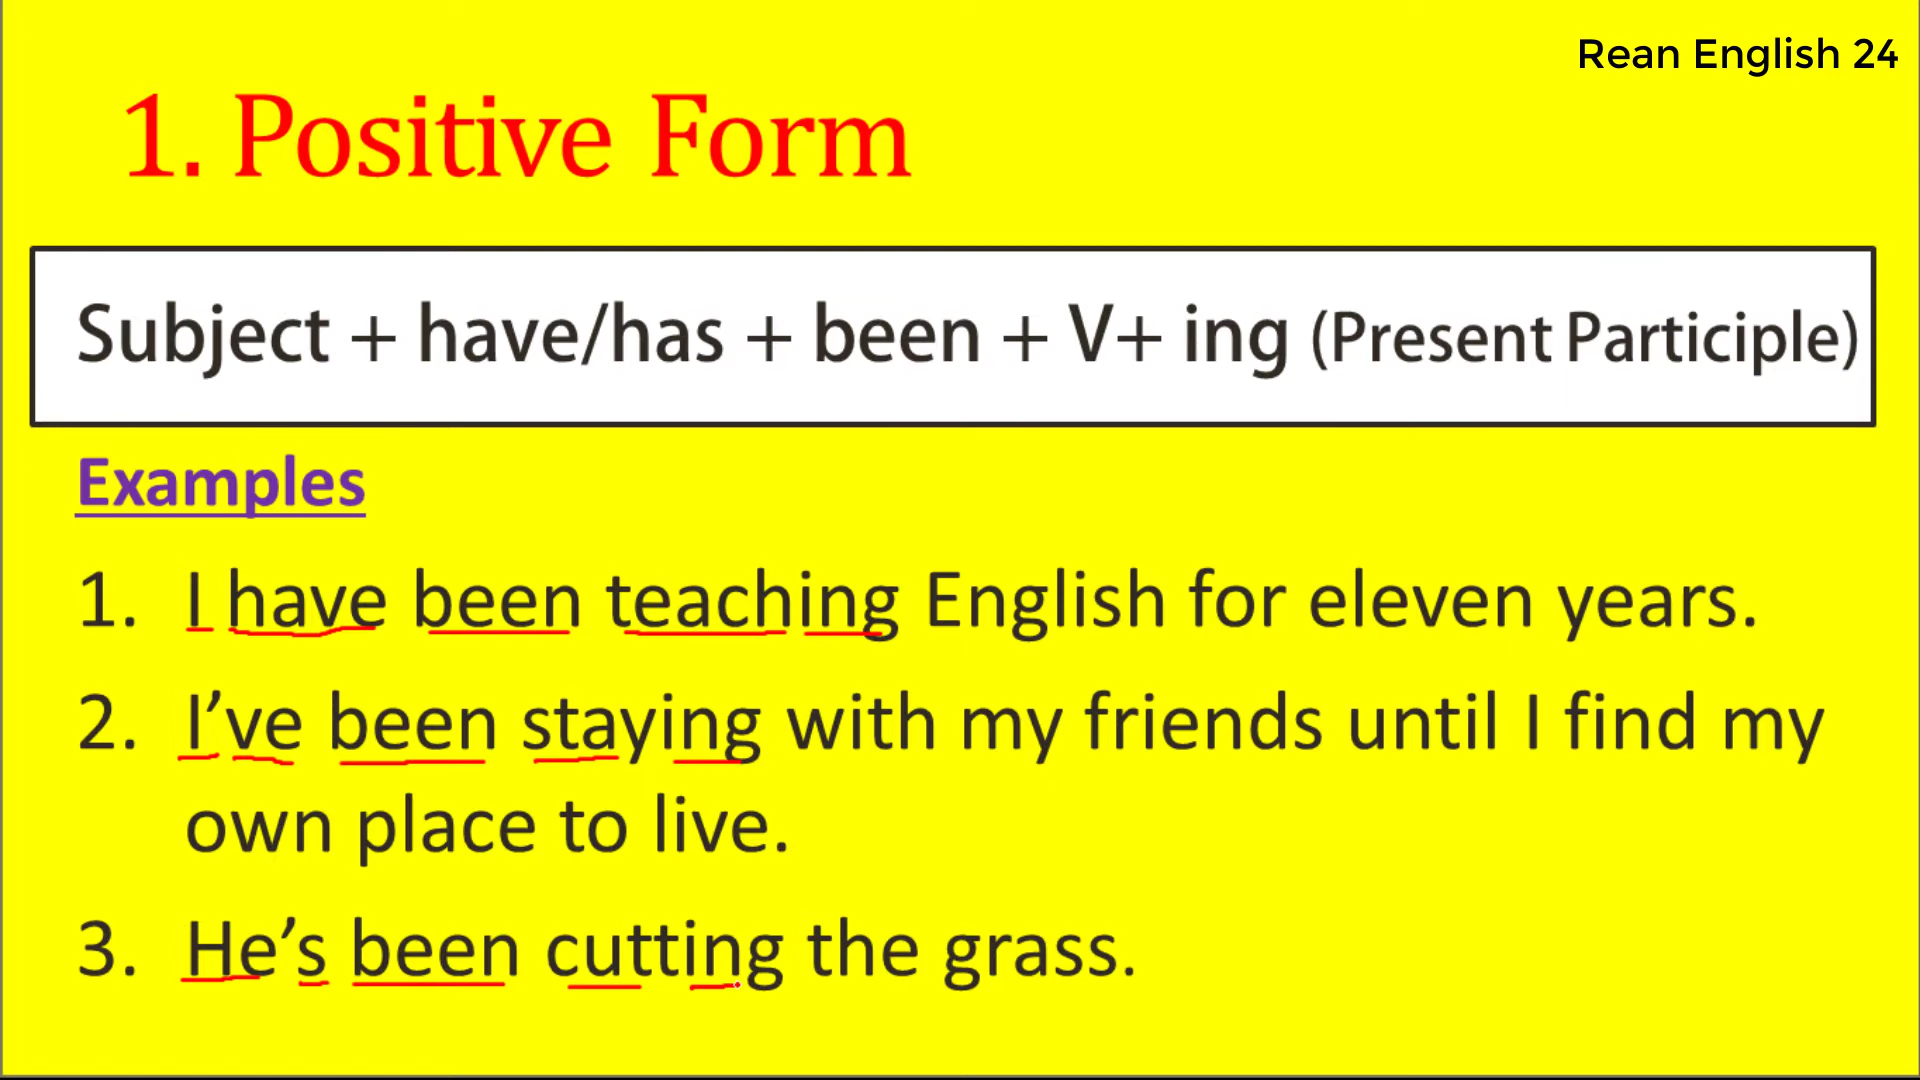 Rean English 24
1. Positive Form
Subject + have/has + been + V+ ing (Present Participle)
Examples
1. I have been teaching English for eleven years.
2. I’ve been staying with my friends until I find my
own place to live.
3. He’s been cutting the grass.